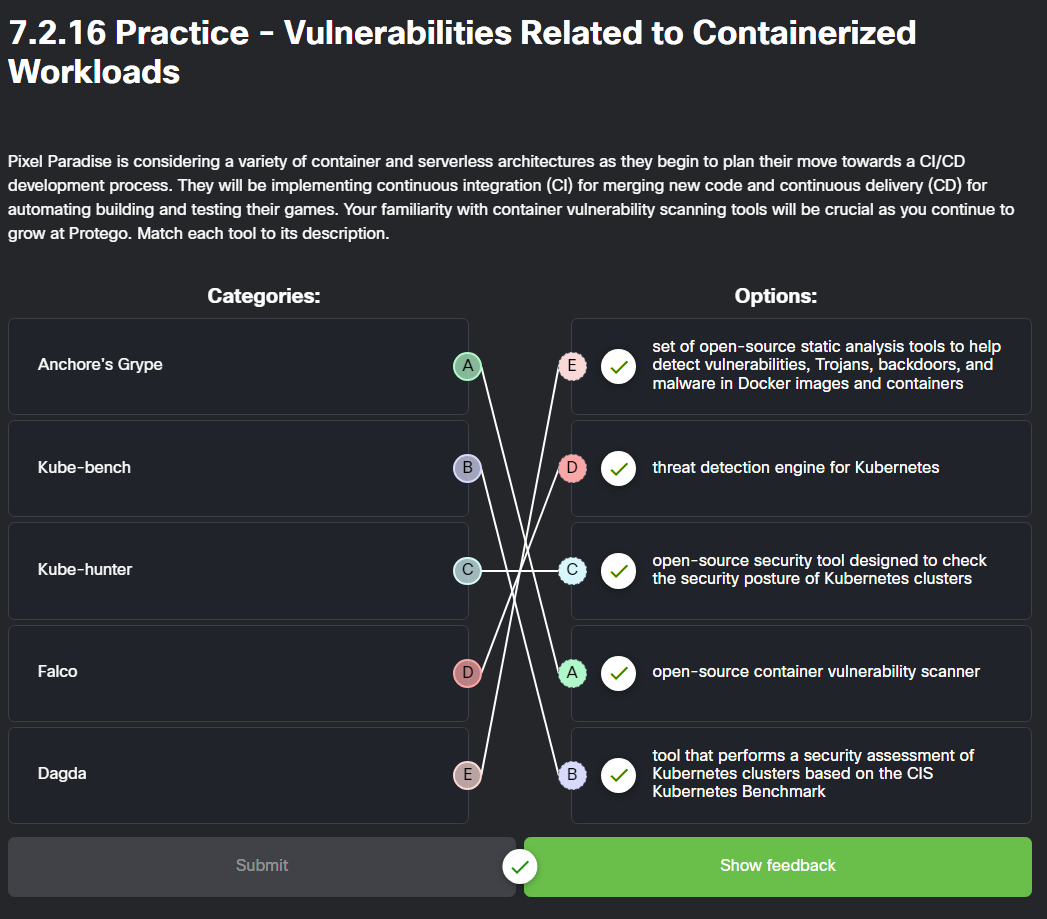 7.2.16 Practice - Vulnerabilities Related to Containerized
Workloads
Pixel Paradise is considering a variety of container and serverless architectures as they begin to plan their move towards a CI/CD
development process. They will be implementing continuous integration (CI) for merging new code and continuous delivery (CD) for
automating building and testing their games. Your familiarity with container vulnerability scanning tools will be crucial as you continue to
grow at Protego. Match each tool to its description.
Categories:
Options:
Anchore's Grype
A
E
set of open-source static analysis tools to help
detect vulnerabilities, Trojans, backdoors, and
malware in Docker images and containers
Kube-bench
B
D
threat detection engine for Kubernetes
Kube-hunter
C
C
open-source security tool designed to check
the security posture of Kubernetes clusters
Falco
D
A
open-source container vulnerability scanner
Dagda
E
B
tool that performs a security assessment of
Kubernetes clusters based on the CIS
Kubernetes Benchmark
Submit
Show feedback